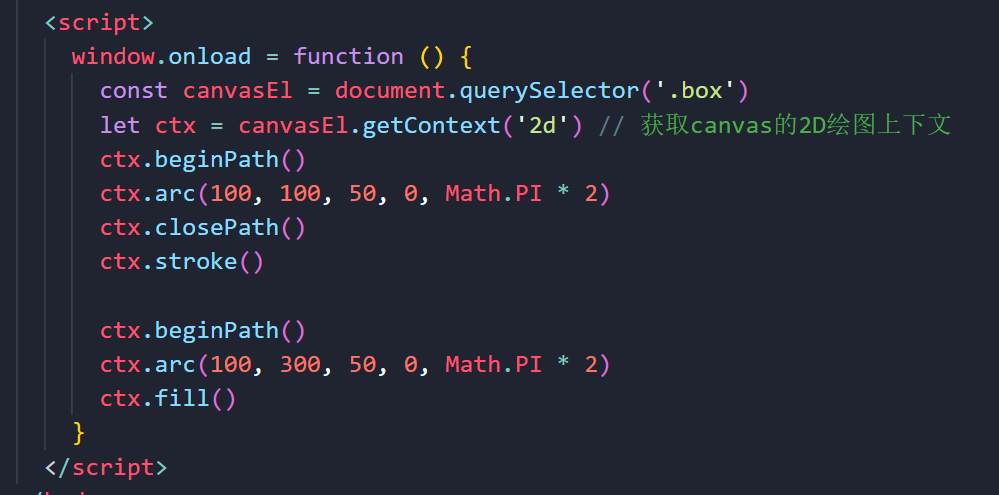 <script>
window.onload = function () {
const canvasEl = document.querySelector('.box')
let ctx = canvasEl.getContext('2d') // 获取canvas的2D绘图上下文
ctx.beginPath()
ctx.arc(100, 100, 50, 0, Math.PI * 2)
ctx.closePath()
ctx.stroke()
ctx.beginPath()
ctx.arc(100, 300, 50, 0, Math.PI * 2)
ctx.fill()
}
</script>